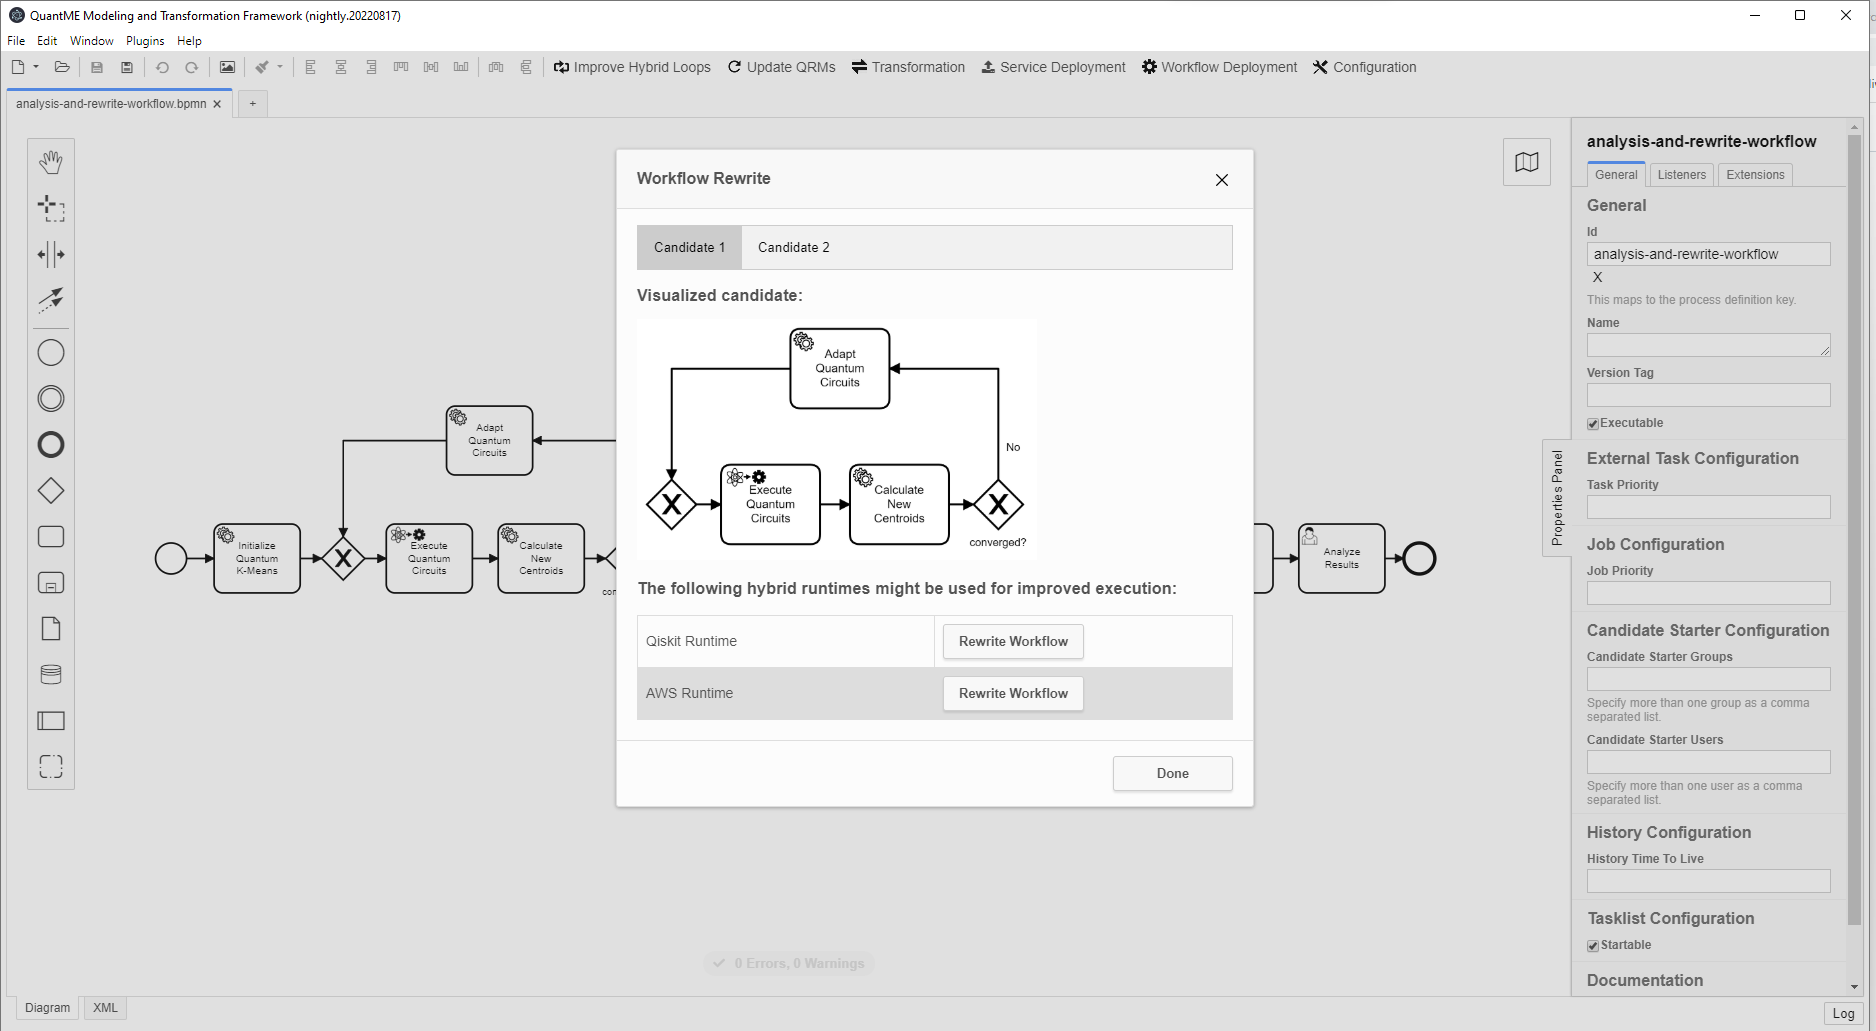 QuantME Modeling and Transformation Framework (nightly.20220817)
File Edit Window Plugins Help
Improve Hybrid Loops Update QRMs Transformation Service Deployment Workflow Deployment Configuration
analysis-and-rewrite-workflow.bpmn
+
Adapt
Quantum
Circuits
Initialize
Quantum
K-Means
X
Execute
Quantum
Circuits
Calculate
New
Centroids
Analyze
Results
Workflow Rewrite
Candidate 1 Candidate 2
Visualized candidate:
Adapt
Quantum
Circuits
No
X
Execute
Quantum
Circuits
Calculate
New
Centroids
X
converged?
The following hybrid runtimes might be used for improved execution:
Qiskit Runtime Rewrite Workflow
AWS Runtime Rewrite Workflow
Done
0 Errors, 0 Warnings
Properties Panel
analysis-and-rewrite-workflow
General Listeners Extensions
General
Id
analysis-and-rewrite-workflow
X
This maps to the process definition key.
Name
Version Tag
Executable
External Task Configuration
Task Priority
Job Configuration
Job Priority
Candidate Starter Configuration
Candidate Starter Groups
Specify more than one group as a comma
separated list.
Candidate Starter Users
Specify more than one user as a comma
separated list.
History Configuration
History Time To Live
Tasklist Configuration
Startable
Documentation
Diagram XML
Log